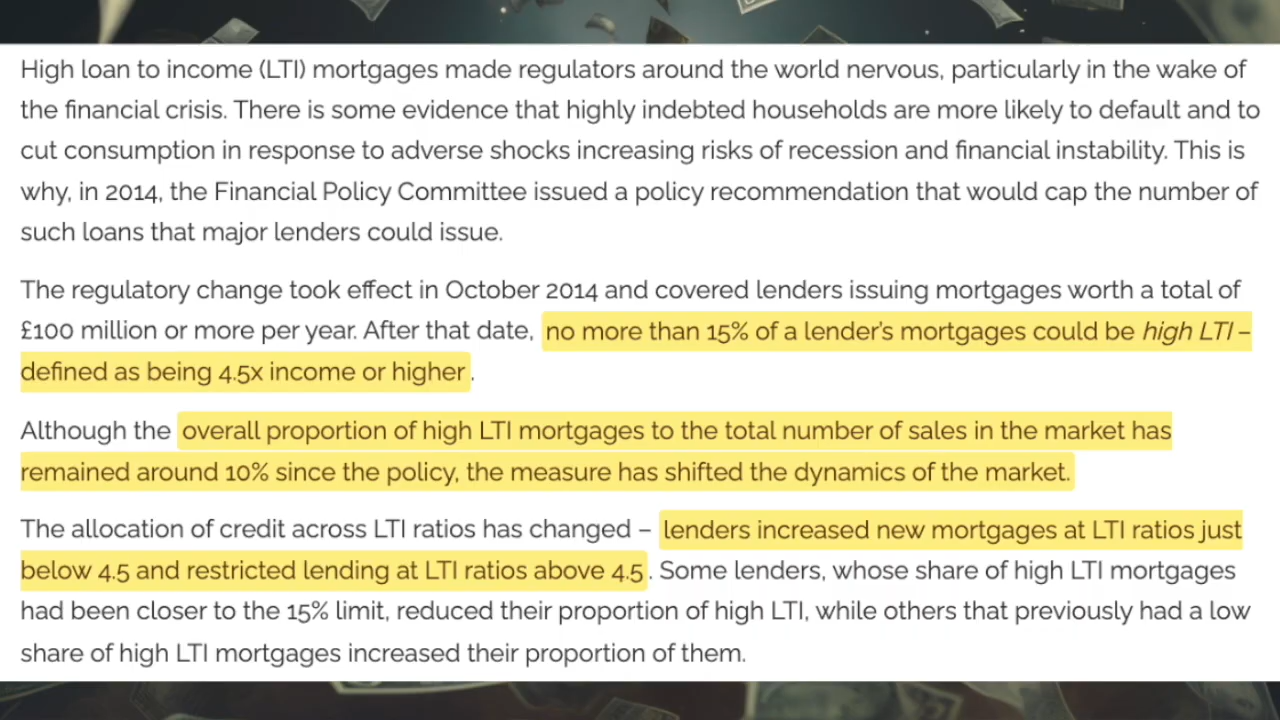 High loan to income (LTI) mortgages made regulators around the world nervous, particularly in the wake of
the financial crisis. There is some evidence that highly indebted households are more likely to default and to
cut consumption in response to adverse shocks increasing risks of recession and financial instability. This is
why, in 2014, the Financial Policy Committee issued a policy recommendation that would cap the number of
such loans that major lenders could issue.
The regulatory change took effect in October 2014 and covered lenders issuing mortgages worth a total of
£100 million or more per year. After that date, no more than 15% of a lender's mortgages could be high LTI –
defined as being 4.5x income or higher.
Although the overall proportion of high LTI mortgages to the total number of sales in the market has
remained around 10% since the policy, the measure has shifted the dynamics of the market.
The allocation of credit across LTI ratios has changed – lenders increased new mortgages at LTI ratios just
below 4.5 and restricted lending at LTI ratios above 4.5. Some lenders, whose share of high LTI mortgages
had been closer to the 15% limit, reduced their proportion of high LTI, while others that previously had a low
share of high LTI mortgages increased their proportion of them.